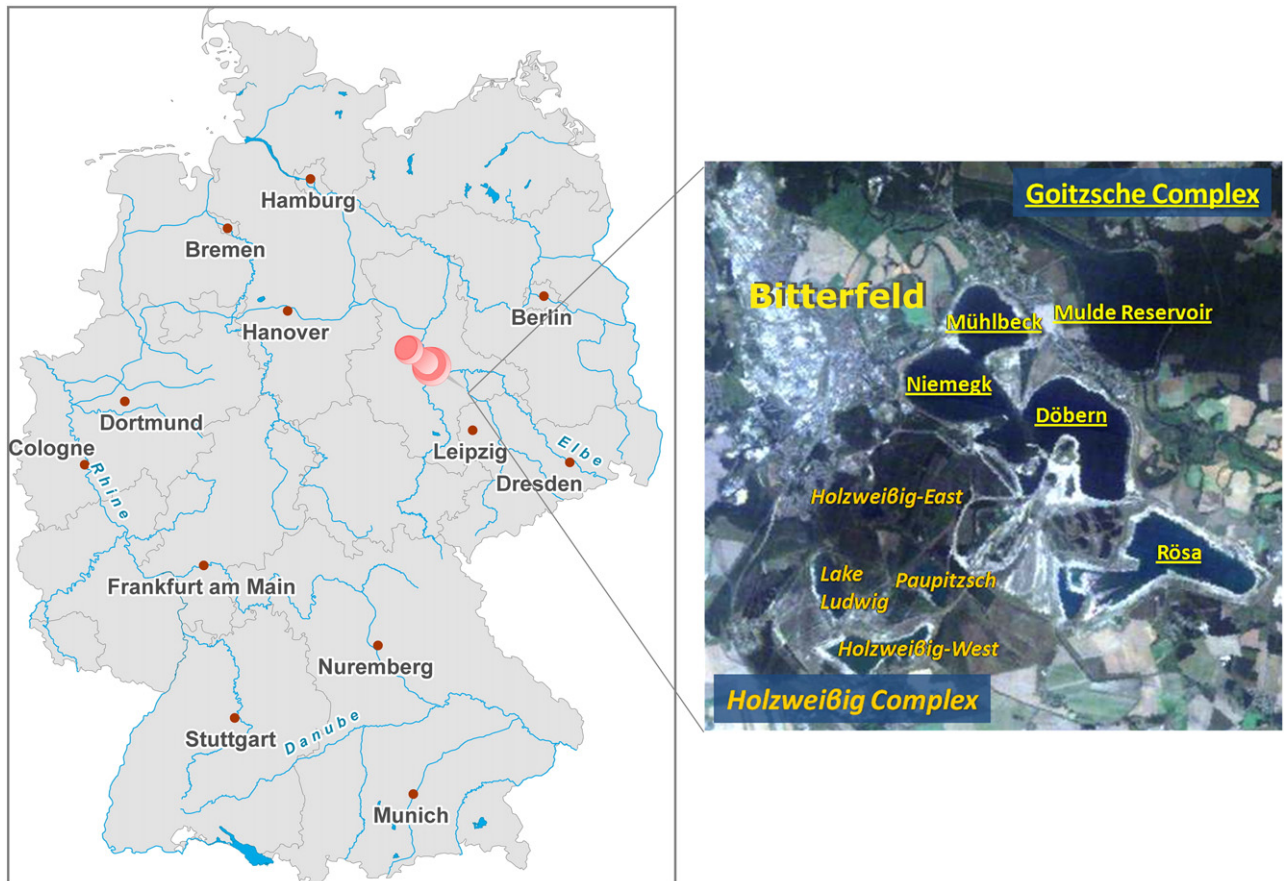 Hamburg
Bremen
Hanover
Berlin
Dortmund
Cologne
Rhine
Leipzig
Elbe
Dresden
Frankfurt am Main
Nuremberg
Stuttgart
Danube
Munich
Goitzsche Complex
Bitterfeld
Mühlbeck
Mulde Reservoir
Niemegk
Döbern
Holzweißig-East
Rösa
Lake
Ludwig
Paupitzsch
Holzweißig-West
Holzweißig Complex